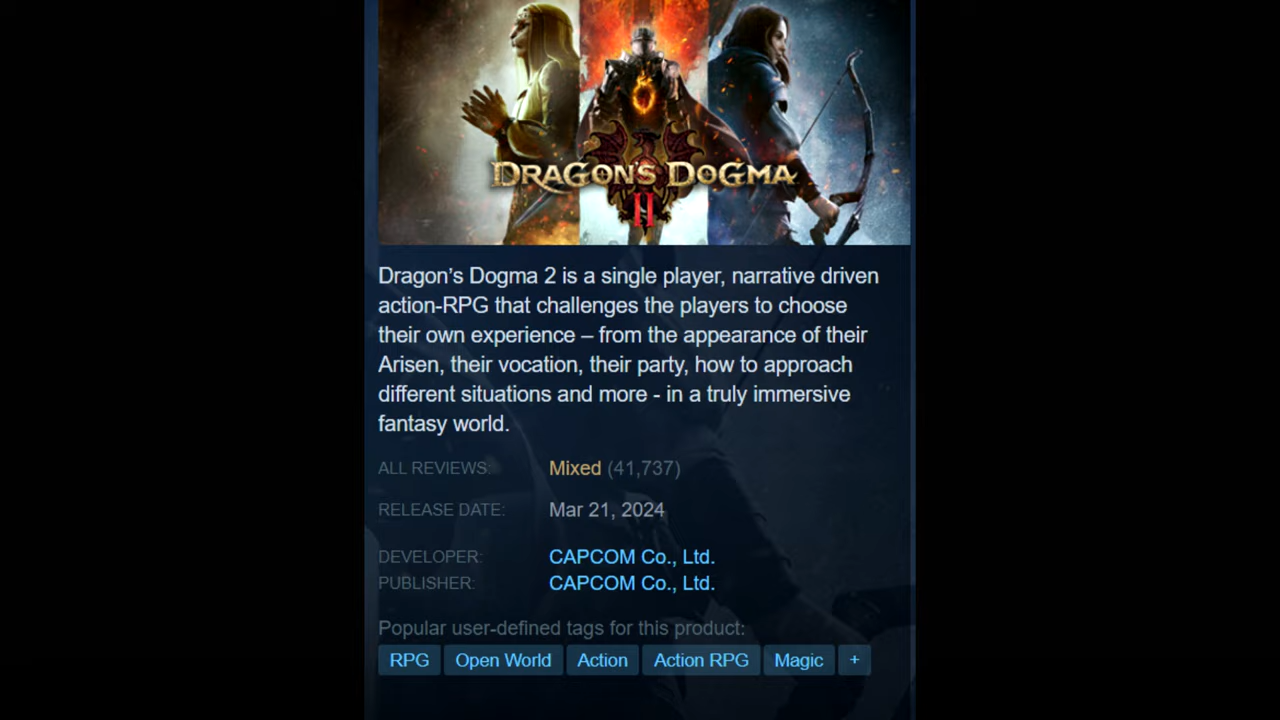 DRAGON'S DOGMA
II
Dragon’s Dogma 2 is a single player, narrative driven
action-RPG that challenges the players to choose
their own experience – from the appearance of their
Arisen, their vocation, their party, how to approach
different situations and more - in a truly immersive
fantasy world.
ALL REVIEWS: Mixed (41,737)
RELEASE DATE: Mar 21, 2024
DEVELOPER: CAPCOM Co., Ltd.
PUBLISHER: CAPCOM Co., Ltd.
Popular user-defined tags for this product:
RPG Open World Action Action RPG Magic +